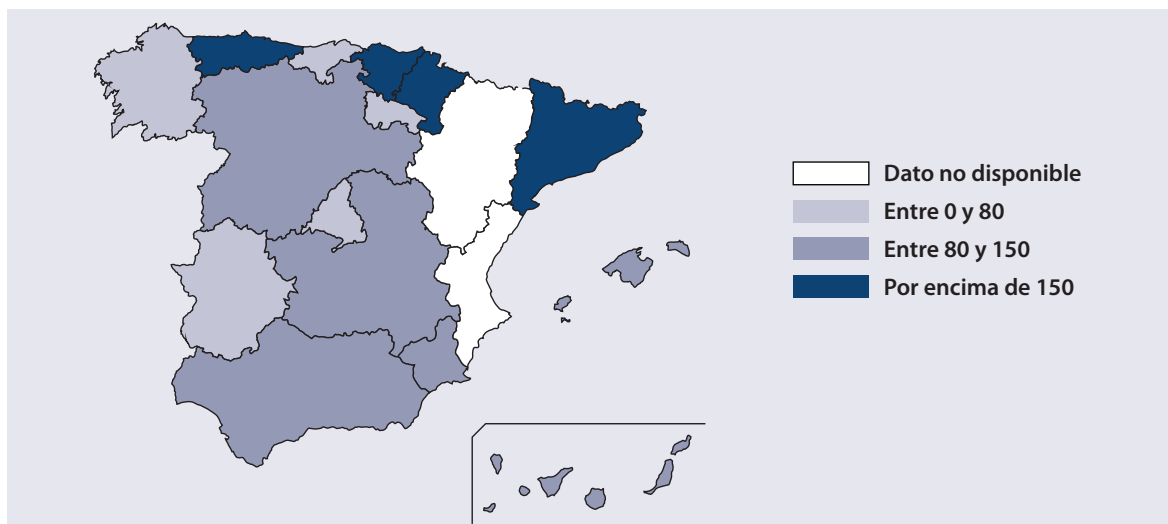 Dato no disponible
Entre 0 y 80
Entre 80 y 150
Por encima de 150